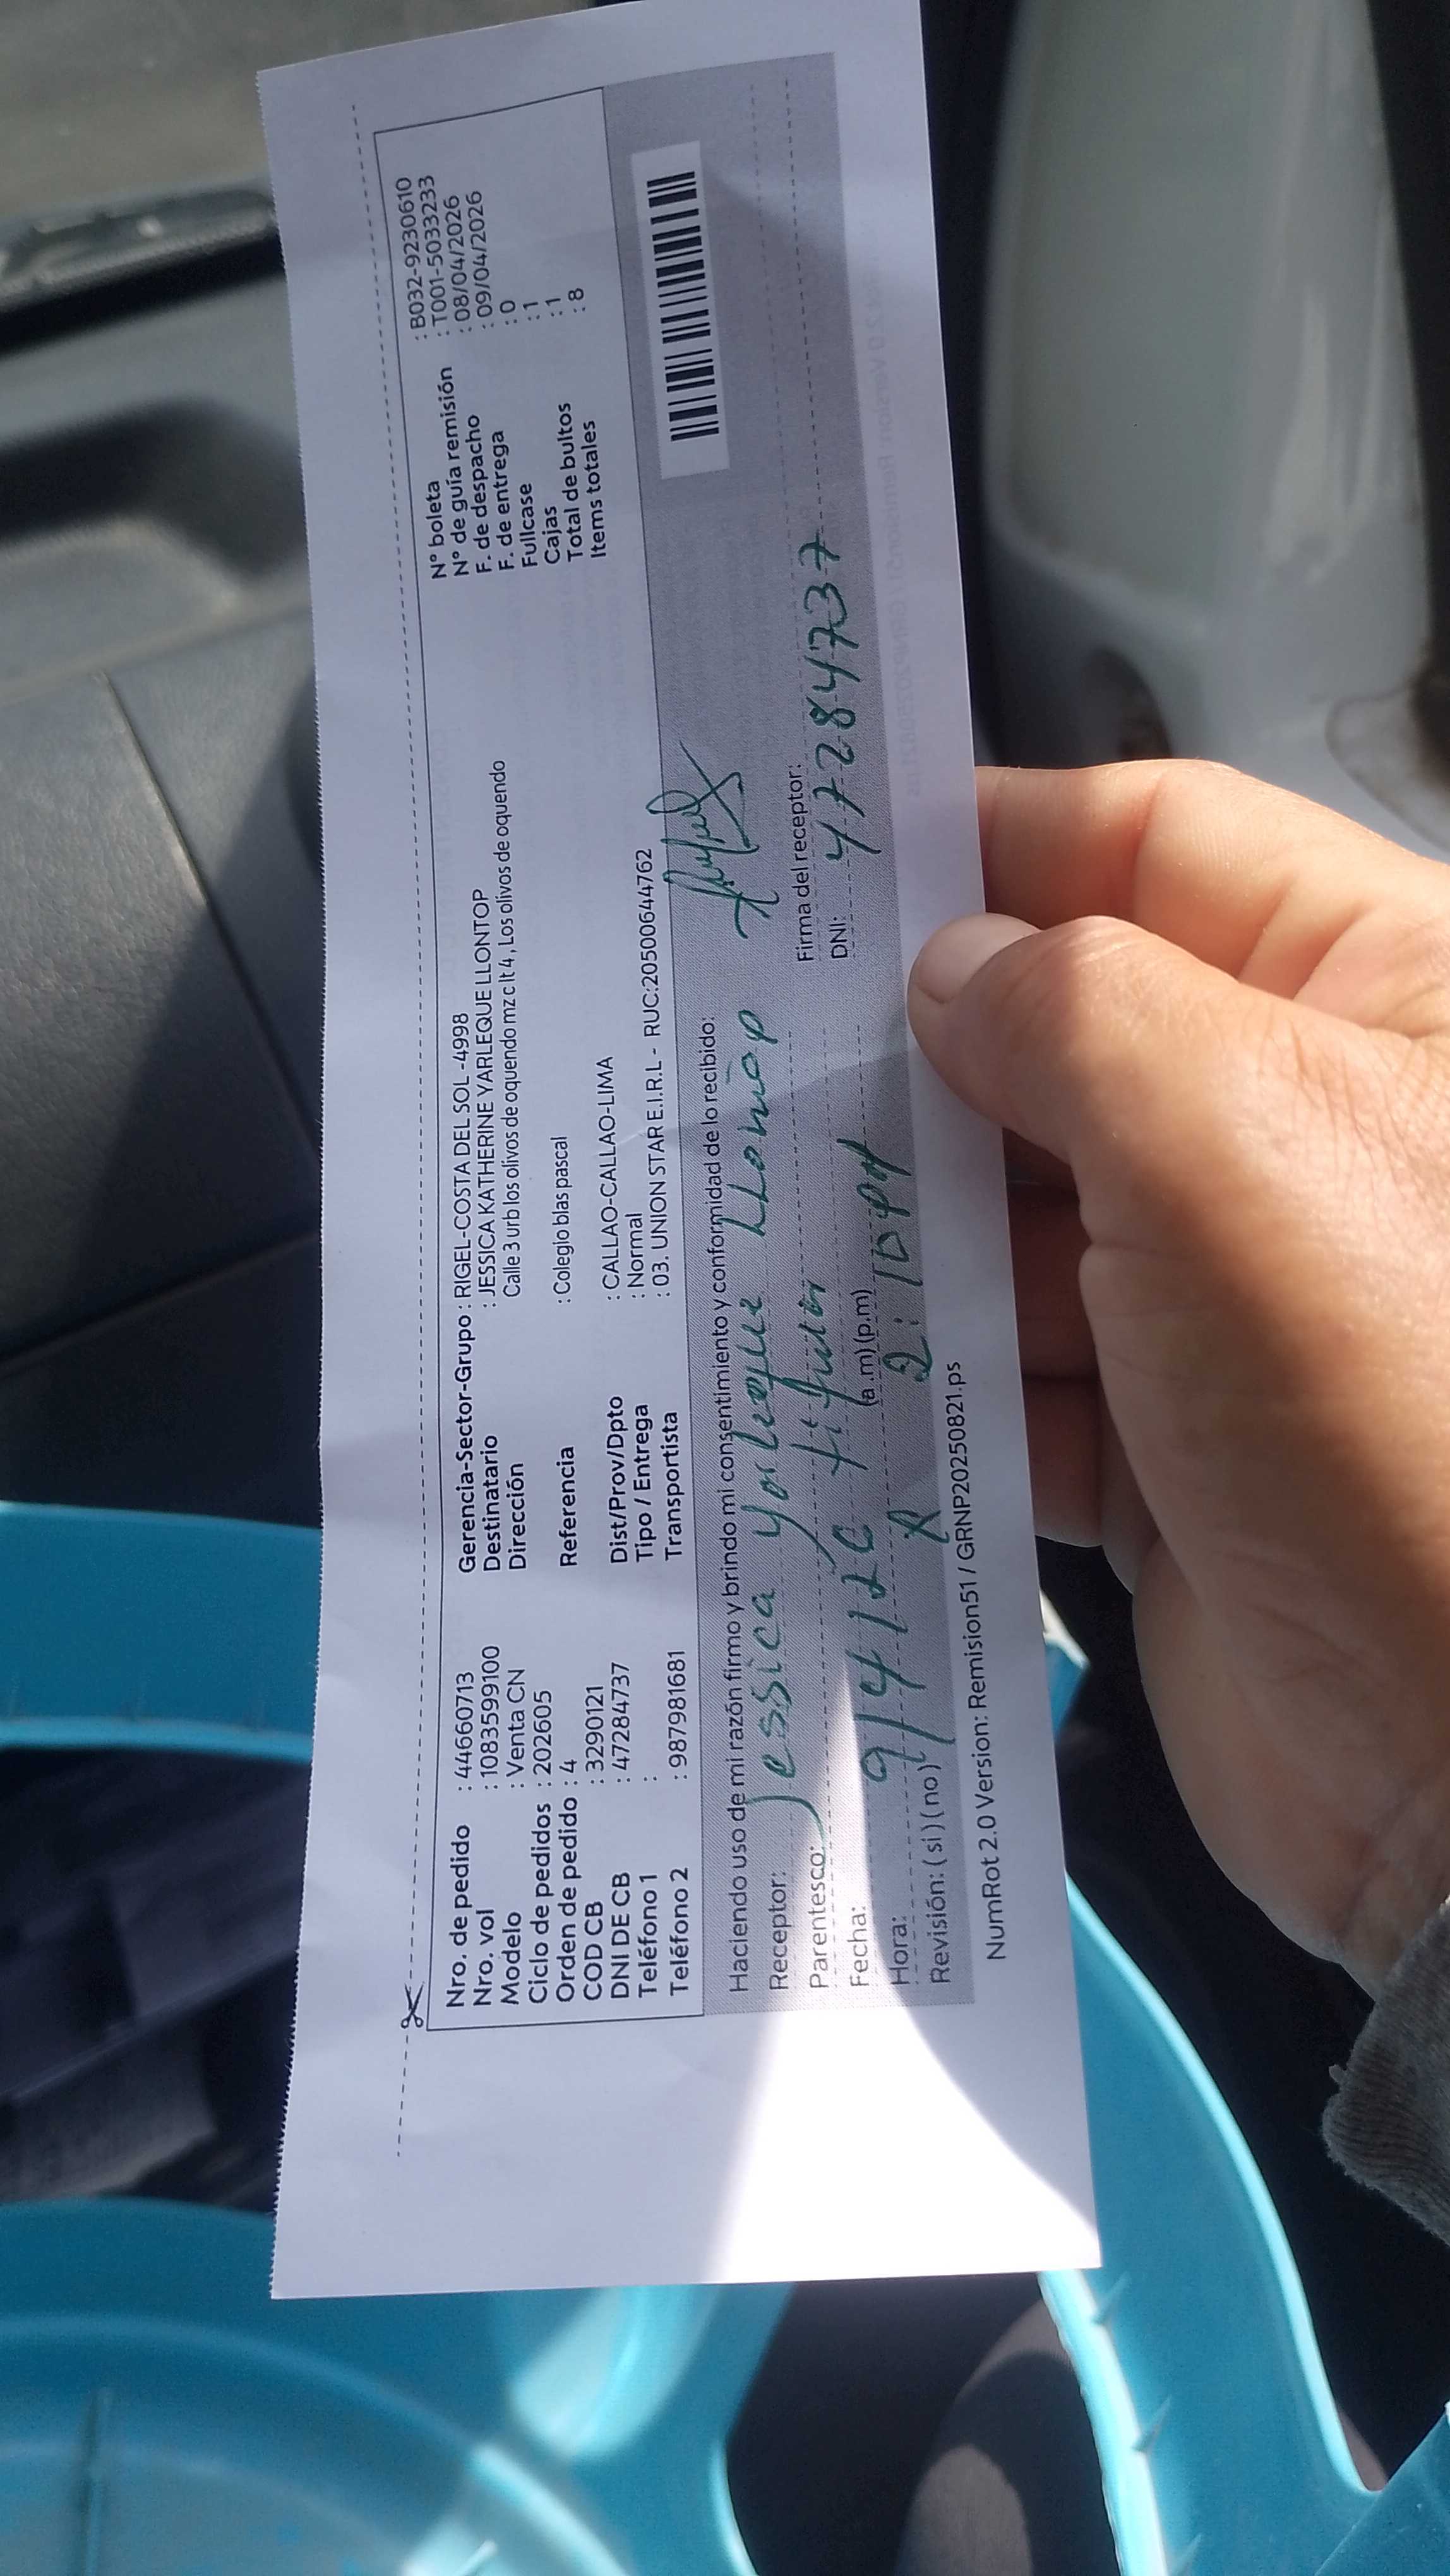 Nro. de pedido : 44660713
Nro. vol : 1083599100
Modelo : Venta CN
Ciclo de pedidos : 202605
Orden de pedido : 4
COD CB : 3290121
DNI DE CB : 47284737
Teléfono 1 :
Teléfono 2 : 987981681
Gerencia-Sector-Grupo : RIGEL-COSTA DEL SOL -4998
Destinatario : JESSICA KATHERINE YARLEQUE LLONTOP
Dirección Calle 3 urb los olivos de oquendo mz c lt 4 , Los olivos de oquendo
Referencia : Colegio blas pascal
Dist/Prov/Dpto : CALLAO-CALLAO-LIMA
Tipo / Entrega : Normal
Transportista : 03. UNION STAR E.I.R.L - RUC:20500644762
N° boleta : B032-9230610
N° de guía remisión : T001-5033233
F. de despacho : 08/04/2026
F. de entrega : 09/04/2026
Fullcase : 0
Cajas : 1
Total de bultos : 1
Items totales : 8
Haciendo uso de mi razón firmo y brindo mi consentimiento y conformidad de lo recibido:
Receptor: Jessica Yarleque
Parentesco:
Fecha: 9/4/26
Hora: (a .m) (p.m) 2:10 PM
Revisión: ( si ) ( no )
Firma del receptor:
DNI: 47284737
NumRot 2.0 Version: Remision51 / GRNP20250821.ps